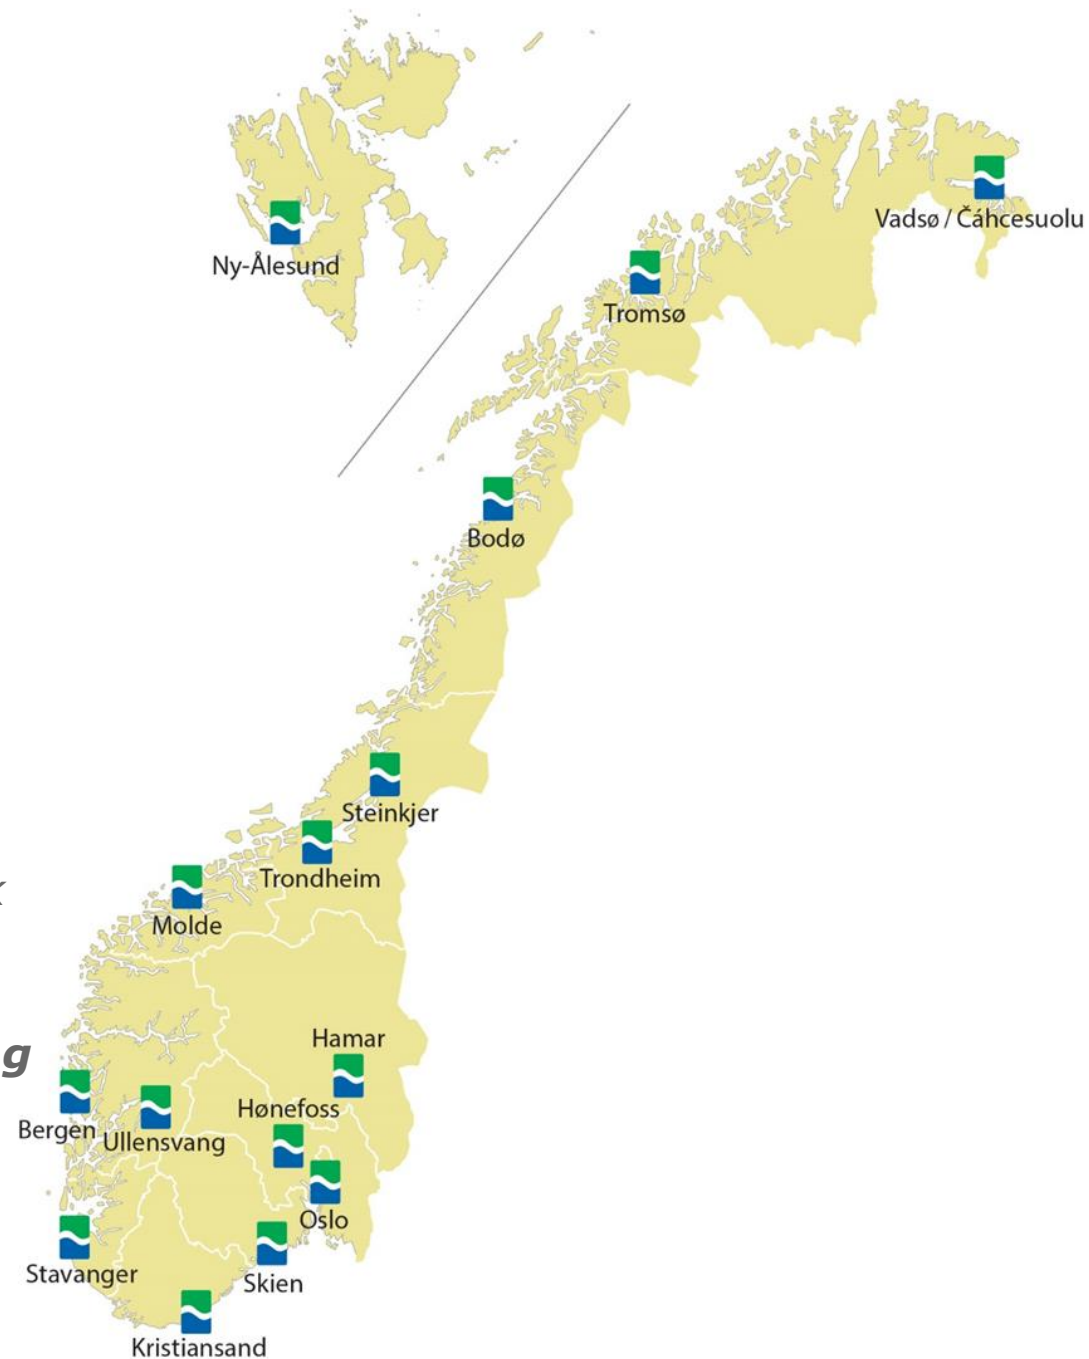 Vadsø / Čáhcesuolu
Ny-Ålesund
Tromsø
Bodø
Steinkjer
Trondheim
Molde
Hamar
g
Hønefoss
Bergen
Ullensvang
Oslo
Stavanger
Skien
Kristiansand